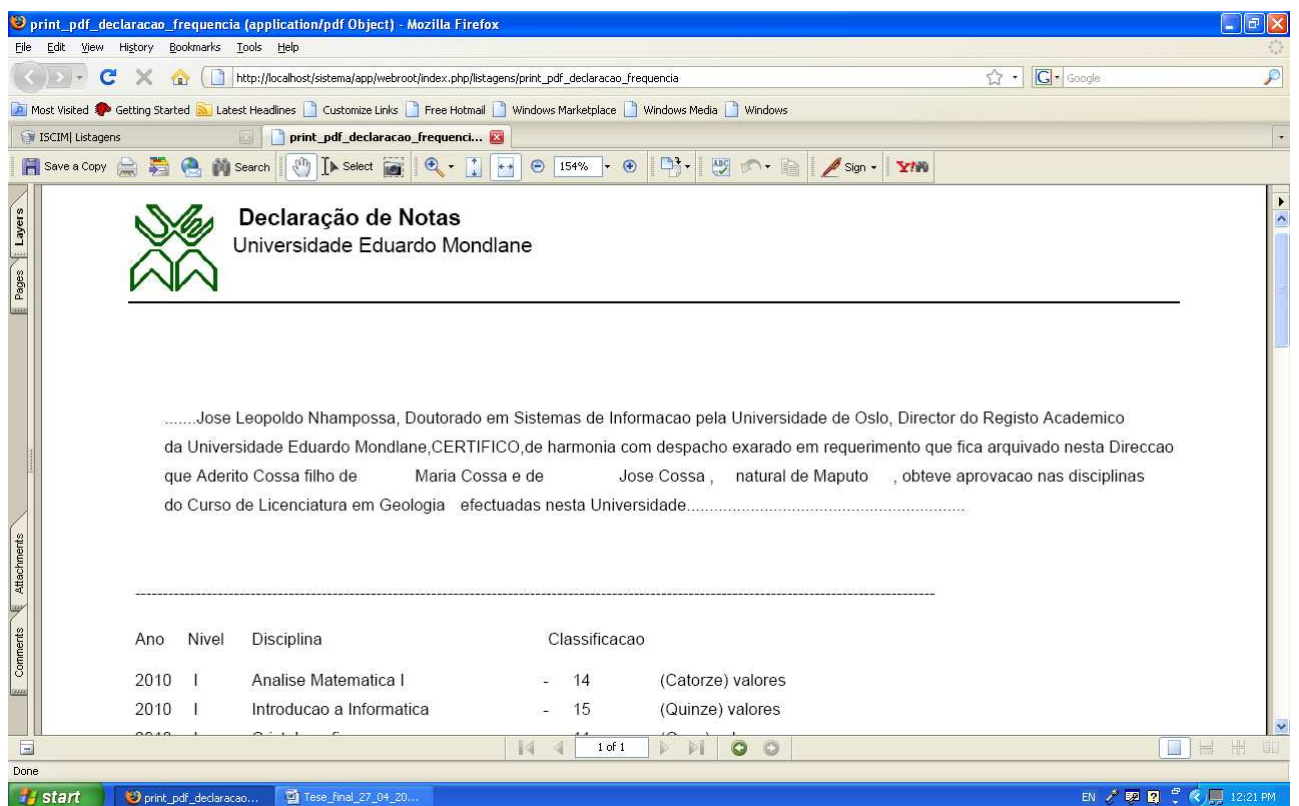 print_pdf_declaracao_frequencia (application/pdf Object) - Mozilla Firefox
File Edit View History Bookmarks Tools Help
http://localhost/sistema/app/webroot/index.php/listagens/print_pdf_declaracao_frequencia
Google
Most Visited Getting Started Latest Headlines Customize Links Free Hotmail Windows Marketplace Windows Media Windows
ISCIM| Listagens print_pdf_declaracao_frequenci...
Save a Copy Search Select 154% Sign Y!
Layers
Pages
Attachments
Comments
Declaração de Notas
Universidade Eduardo Mondlane
.......Jose Leopoldo Nhampossa, Doutorado em Sistemas de Informacao pela Universidade de Oslo, Director do Registo Academico
da Universidade Eduardo Mondlane,CERTIFICO,de harmonia com despacho exarado em requerimento que fica arquivado nesta Direccao
que Aderito Cossa filho de Maria Cossa e de Jose Cossa , natural de Maputo , obteve aprovacao nas disciplinas
do Curso de Licenciatura em Geologia efectuadas nesta Universidade...............................................................
Ano Nivel Disciplina Classificacao
2010 I Analise Matematica I - 14 (Catorze) valores
2010 I Introducao a Informatica - 15 (Quinze) valores
1 of 1
Done
start print_pdf_declaracao... Tese_final_27_04_20... EN 12:21 PM